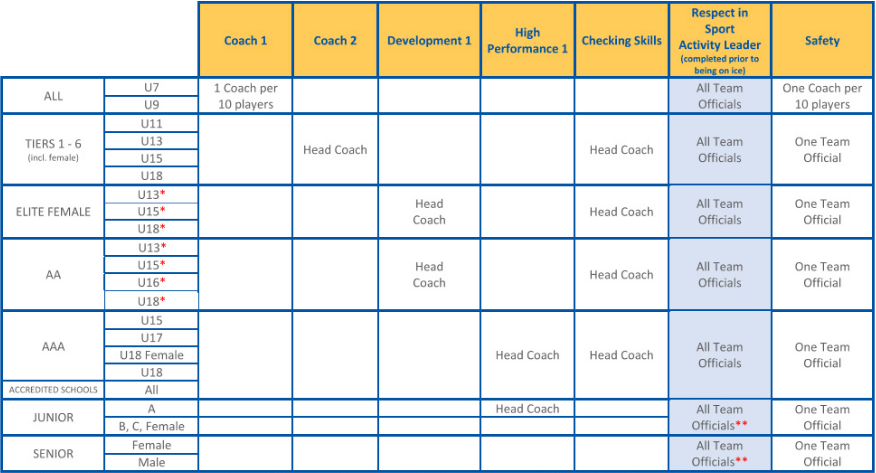 Coach 1
Coach 2
Development 1
High
Performance 1
Checking Skills
Respect in
Sport
Activity Leader
(completed prior to
being on ice)
Safety
ALL
U7
U9
1 Coach per
10 players
All Team
Officials
One Coach per
10 players
TIERS 1 - 6
(incl. female)
U11
U13
U15
U18
Head Coach
Head Coach
All Team
Officials
One Team
Official
ELITE FEMALE
U13*
U15*
U18*
Head
Coach
Head Coach
All Team
Officials
One Team
Official
AA
U13*
U15*
U16*
U18*
Head
Coach
Head Coach
All Team
Officials
One Team
Official
AAA
U15
U17
U18 Female
U18
ACCREDITED SCHOOLS
All
Head Coach
Head Coach
All Team
Officials
One Team
Official
JUNIOR
A
B, C, Female
Head Coach
All Team
Officials**
One Team
Official
SENIOR
Female
Male
All Team
Officials**
One Team
Official